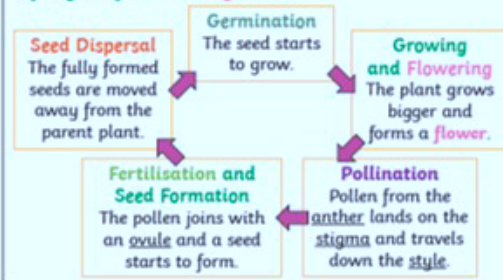 Germination
The seed starts
to grow.
Seed Dispersal
The fully formed
seeds are moved
away from the
parent plant.
Growing
and Flowering
The plant grows
bigger and
forms a flower.
Fertilisation and
Seed Formation
The pollen joins with
an ovule and a seed
starts to form.
Pollination
Pollen from the
anther lands on the
stigma and travels
down the style.